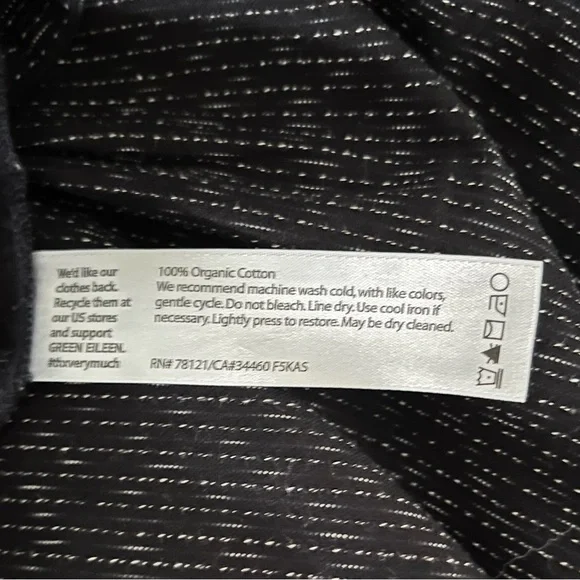 We'd like our
clothes back.
Recycle them at
our US stores
and support
GREEN EILEEN.
#thxverymuch
100% Organic Cotton
We recommend machine wash cold, with like colors,
gentle cycle. Do not bleach. Line dry. Use cool iron if
necessary. Lightly press to restore. May be dry cleaned.
RN# 78121/CA#34460 F5KAS